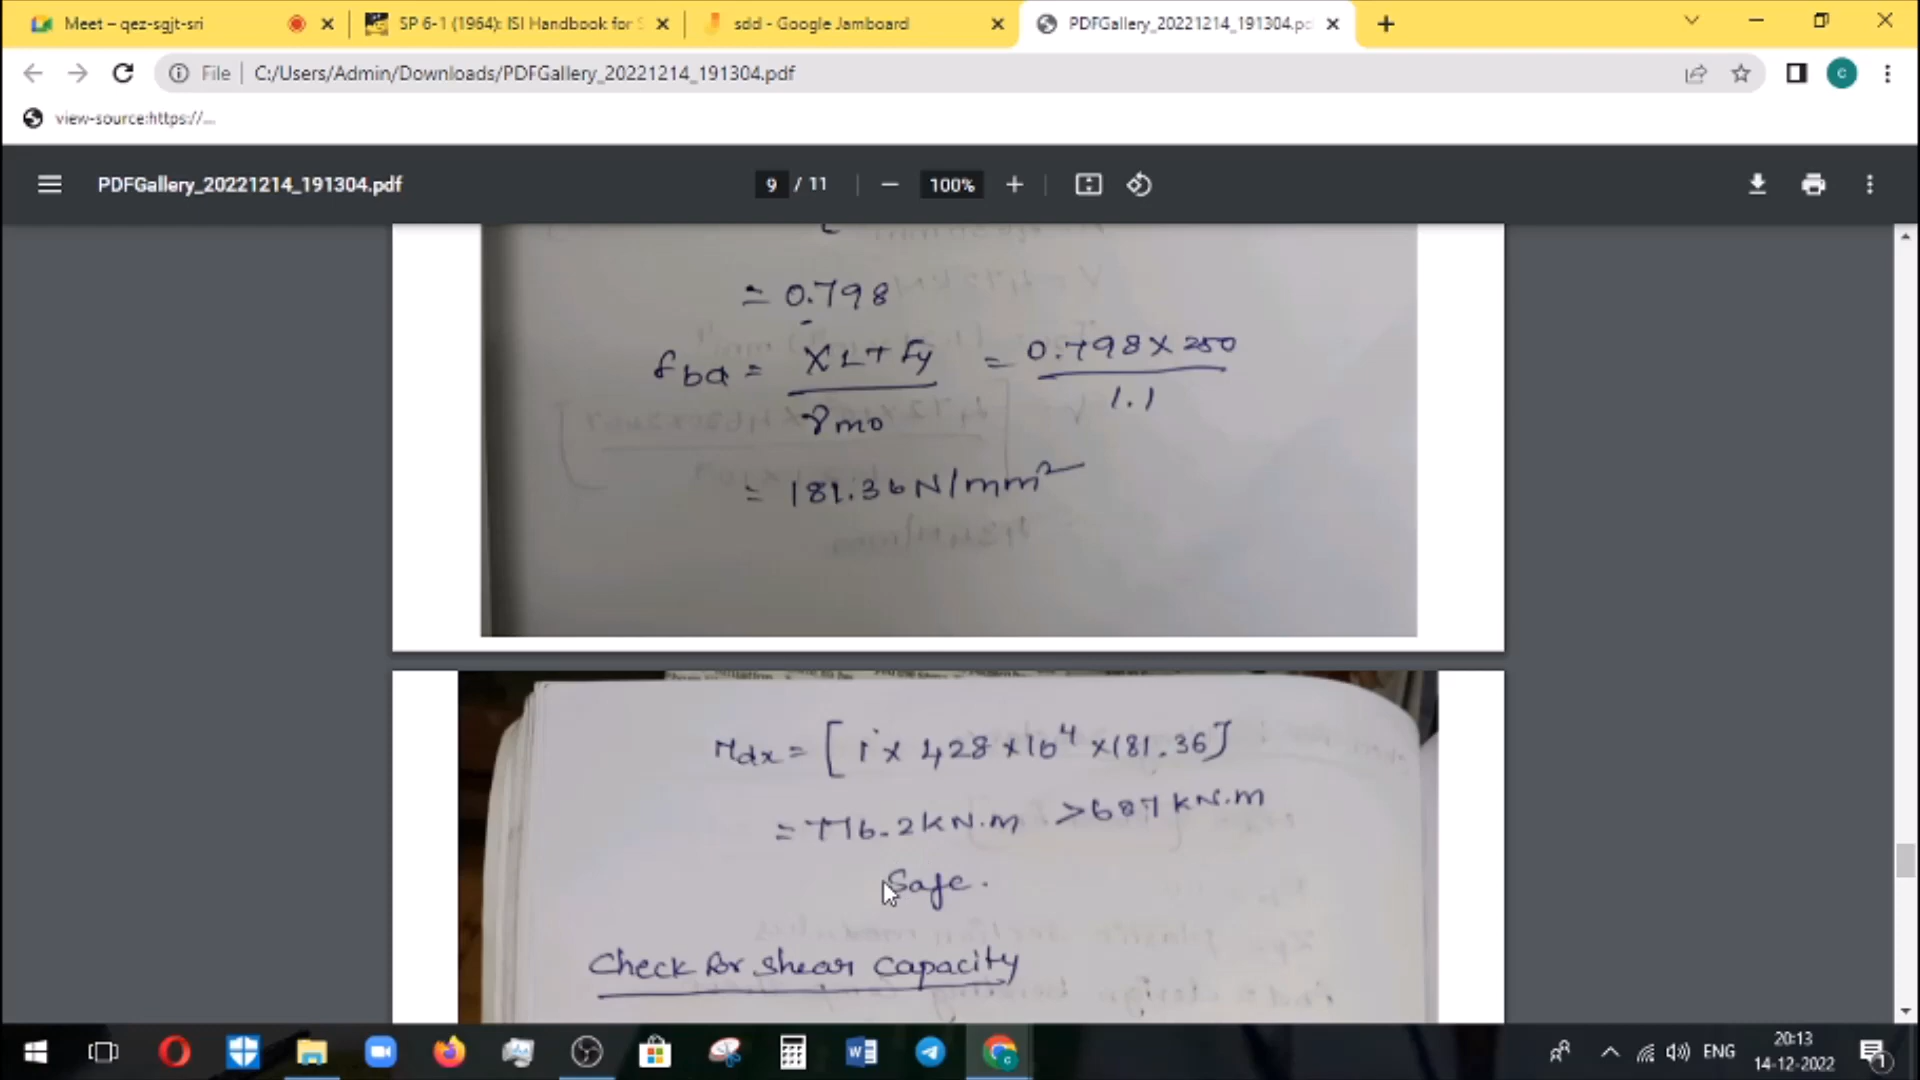 Meet – qez-sgjt-sri
SP 6-1 (1964): ISI Handbook for S
sdd - Google Jamboard
PDFGallery_20221214_191304.pd
File
C:/Users/Admin/Downloads/PDFGallery_20221214_191304.pdf
c
view-source:https://...
PDFGallery_20221214_191304.pdf
9 / 11
100%
= 0.798
fbd = XLT fy / γmo = 0.798 x 250 / 1.1
= 181.36 N/mm²
Mdx = [1 x 428 x 10⁴ x 181.36]
= 776.2 kN.m > 687 kN.m
Safe.
Check for shear capacity
ENG
20:13
14-12-2022
1